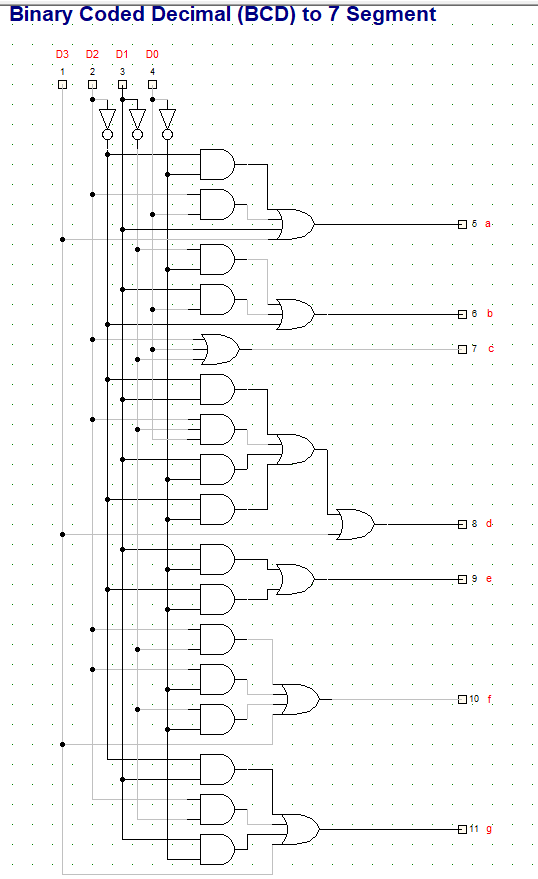 Binary Coded Decimal (BCD) to 7 Segment
D3 D2 D1 D0
1 2 3 4
5 a
6 b
7 c
8 d
9 e
10 f
11 g